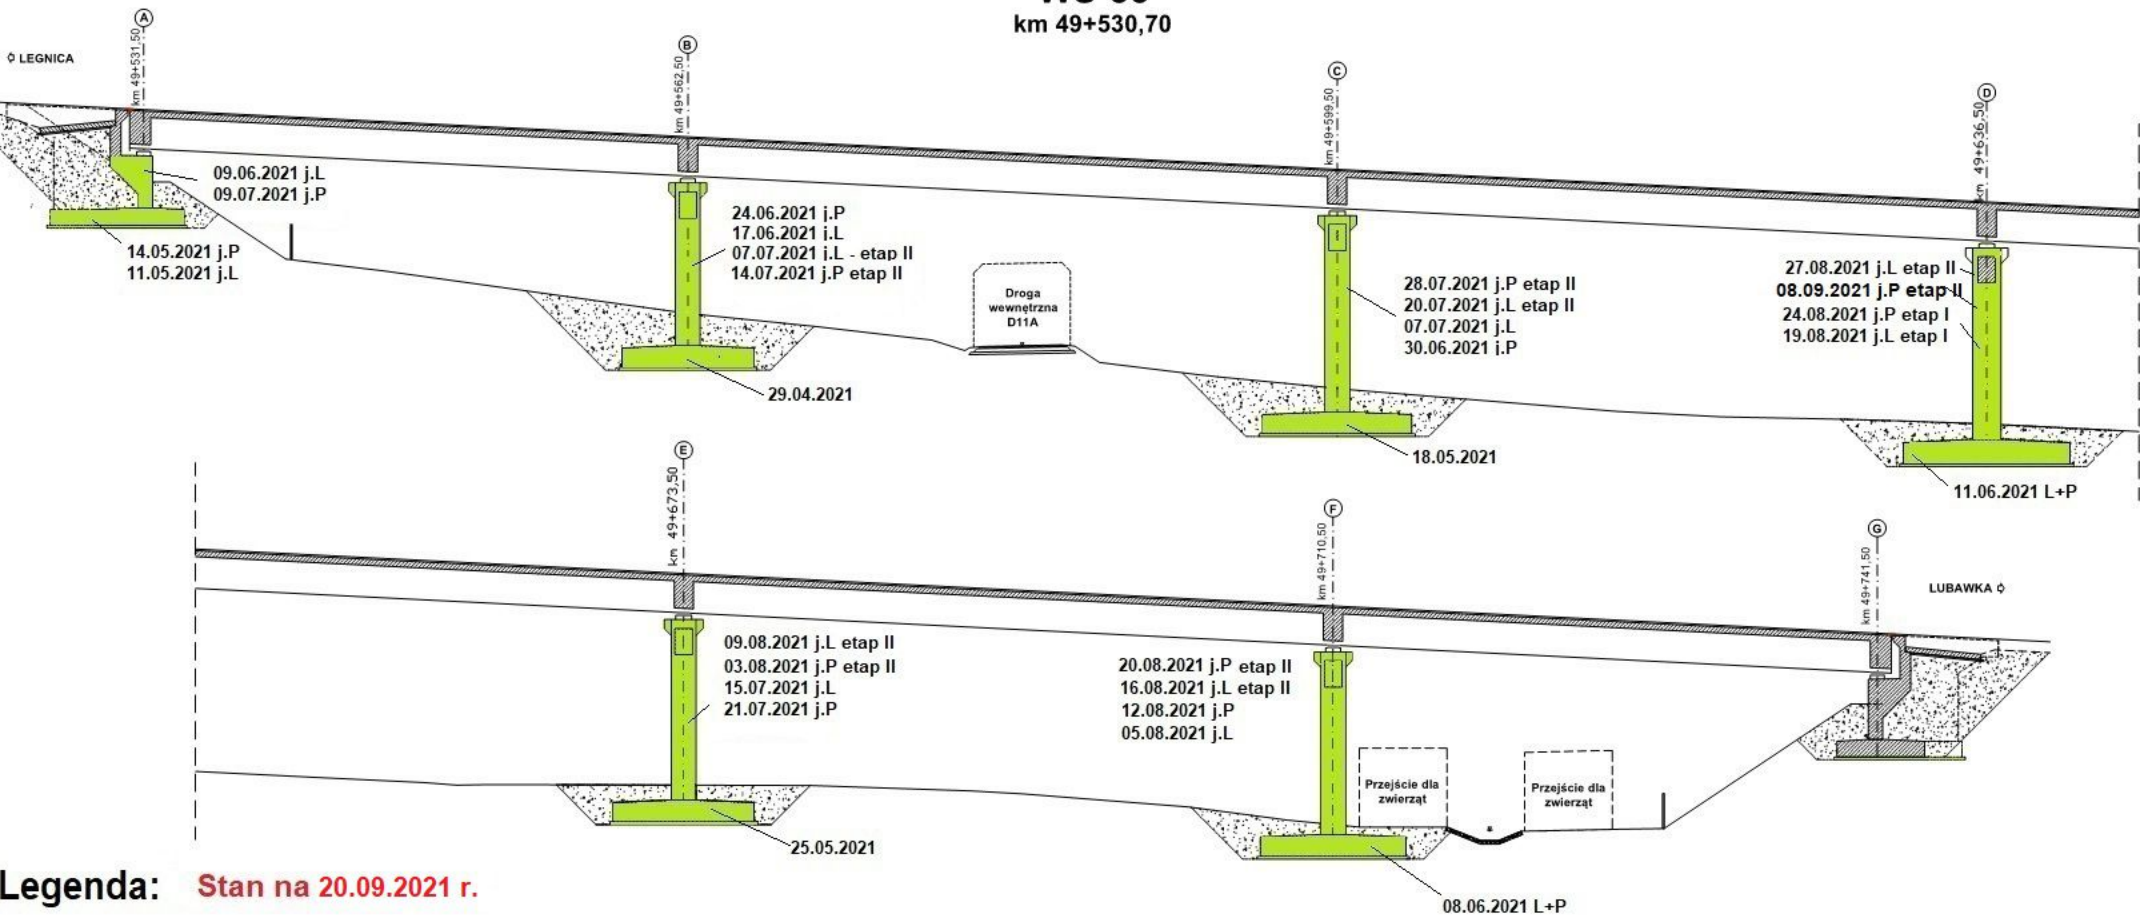 km 49+530,70
LEGNICA
A
km 49+531,50
B
km 49+562,50
C
km 49+599,50
D
km 49+636,50
09.06.2021 j.L
09.07.2021 j.P
14.05.2021 j.P
11.05.2021 j.L
24.06.2021 j.P
17.06.2021 j.L
07.07.2021 j.L - etap II
14.07.2021 j.P etap II
29.04.2021
Droga
wewnętrzna
D11A
28.07.2021 j.P etap II
20.07.2021 j.L etap II
07.07.2021 j.L
30.06.2021 j.P
18.05.2021
27.08.2021 j.L etap II
08.09.2021 j.P etap II
24.08.2021 j.P etap I
19.08.2021 j.L etap I
11.06.2021 L+P
E
km 49+673,50
F
km 49+710,50
G
km 49+741,50
LUBAWKA
09.08.2021 j.L etap II
03.08.2021 j.P etap II
15.07.2021 j.L
21.07.2021 j.P
25.05.2021
20.08.2021 j.P etap II
16.08.2021 j.L etap II
12.08.2021 j.P
05.08.2021 j.L
Przejście dla
zwierząt
Przejście dla
zwierząt
08.06.2021 L+P
Legenda: Stan na 20.09.2021 r.